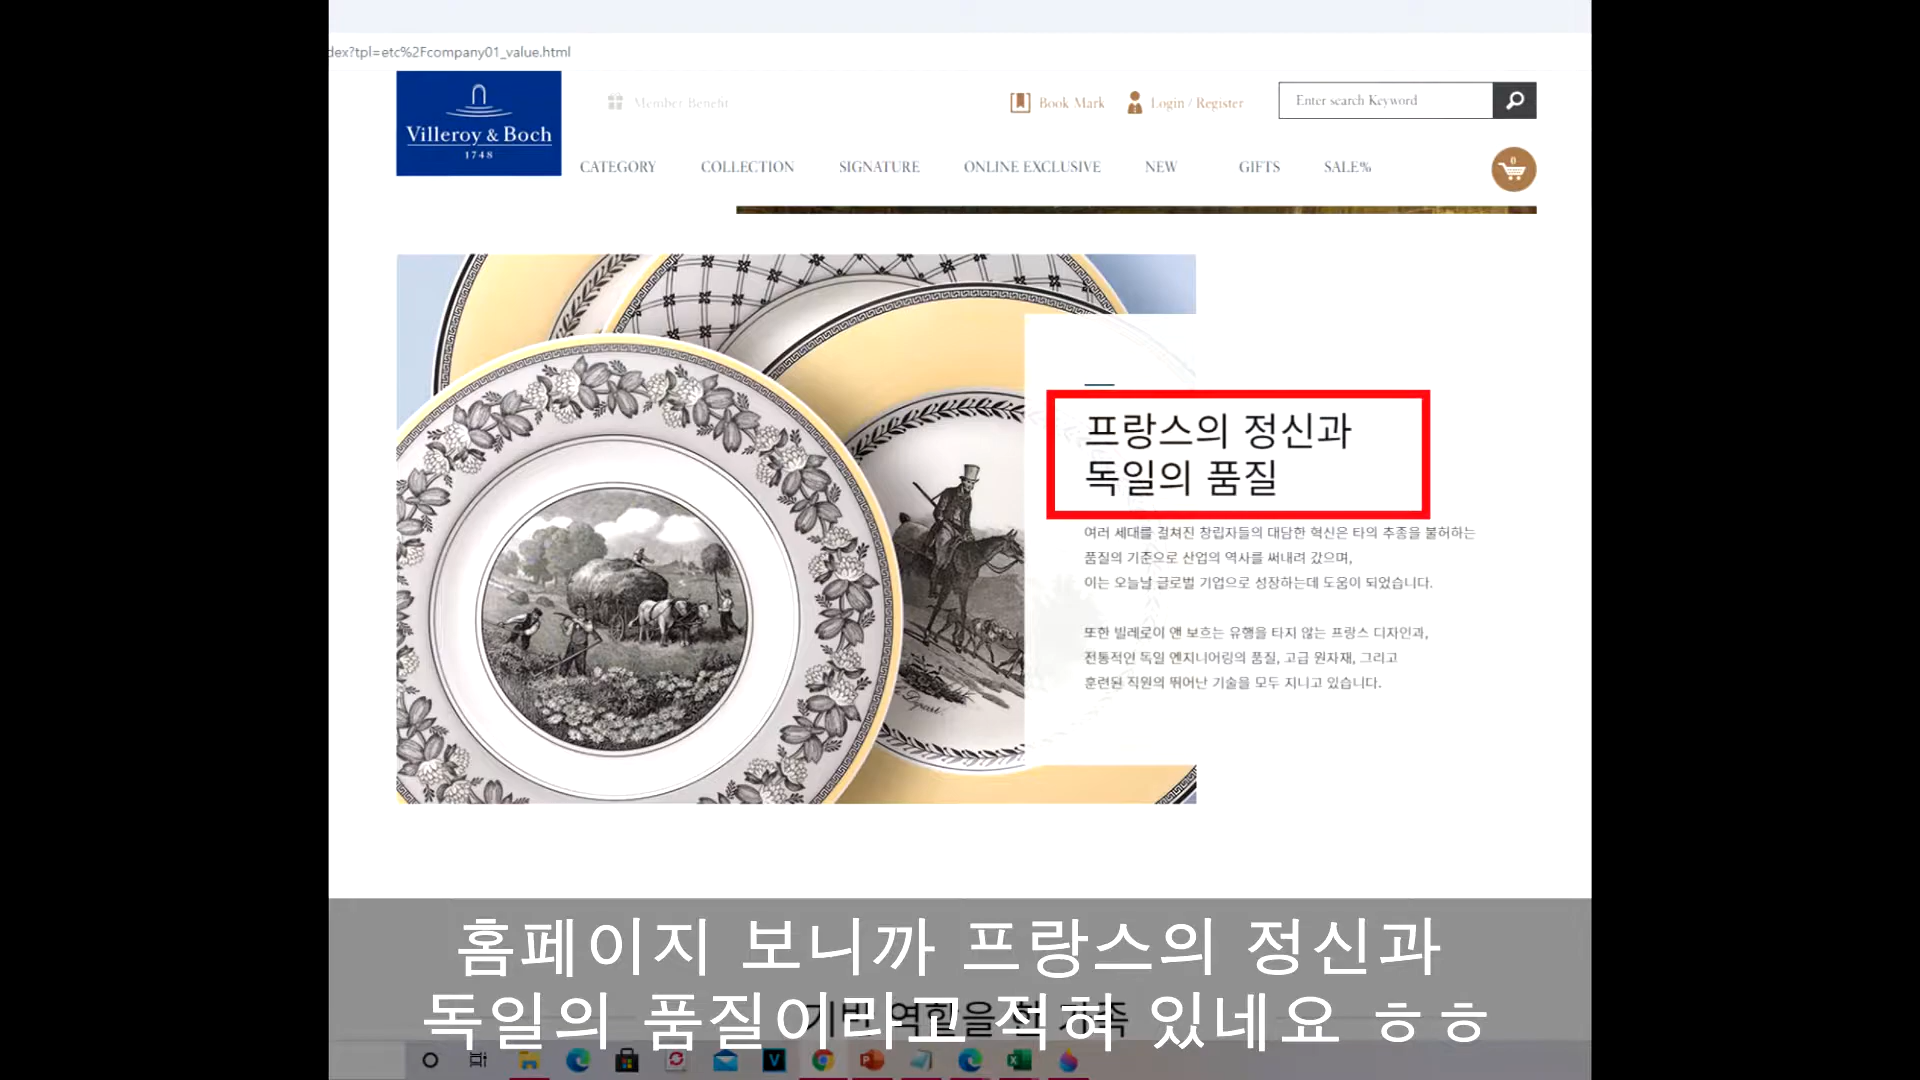 dex?tpl=etc%2Fcompany01_value.html
Villeroy & Boch
1748
Member Benefit
Book Mark
Login / Register
Enter search Keyword
CATEGORY
COLLECTION
SIGNATURE
ONLINE EXCLUSIVE
NEW
GIFTS
SALE%
0
프랑스의 정신과
독일의 품질
여러 세대를 걸쳐진 창립자들의 대담한 혁신은 타의 추종을 불허하는
품질의 기준으로 산업의 역사를 써내려 갔으며,
이는 오늘날 글로벌 기업으로 성장하는데 도움이 되었습니다.
또한 빌레로이 앤 보흐는 유행을 타지 않는 프랑스 디자인과,
전통적인 독일 엔지니어링의 품질, 고급 원자재, 그리고
훈련된 직원의 뛰어난 기술을 모두 지니고 있습니다.
홈페이지 보니까 프랑스의 정신과
독일의 품질이라고 적혀 있네요 ㅎㅎ